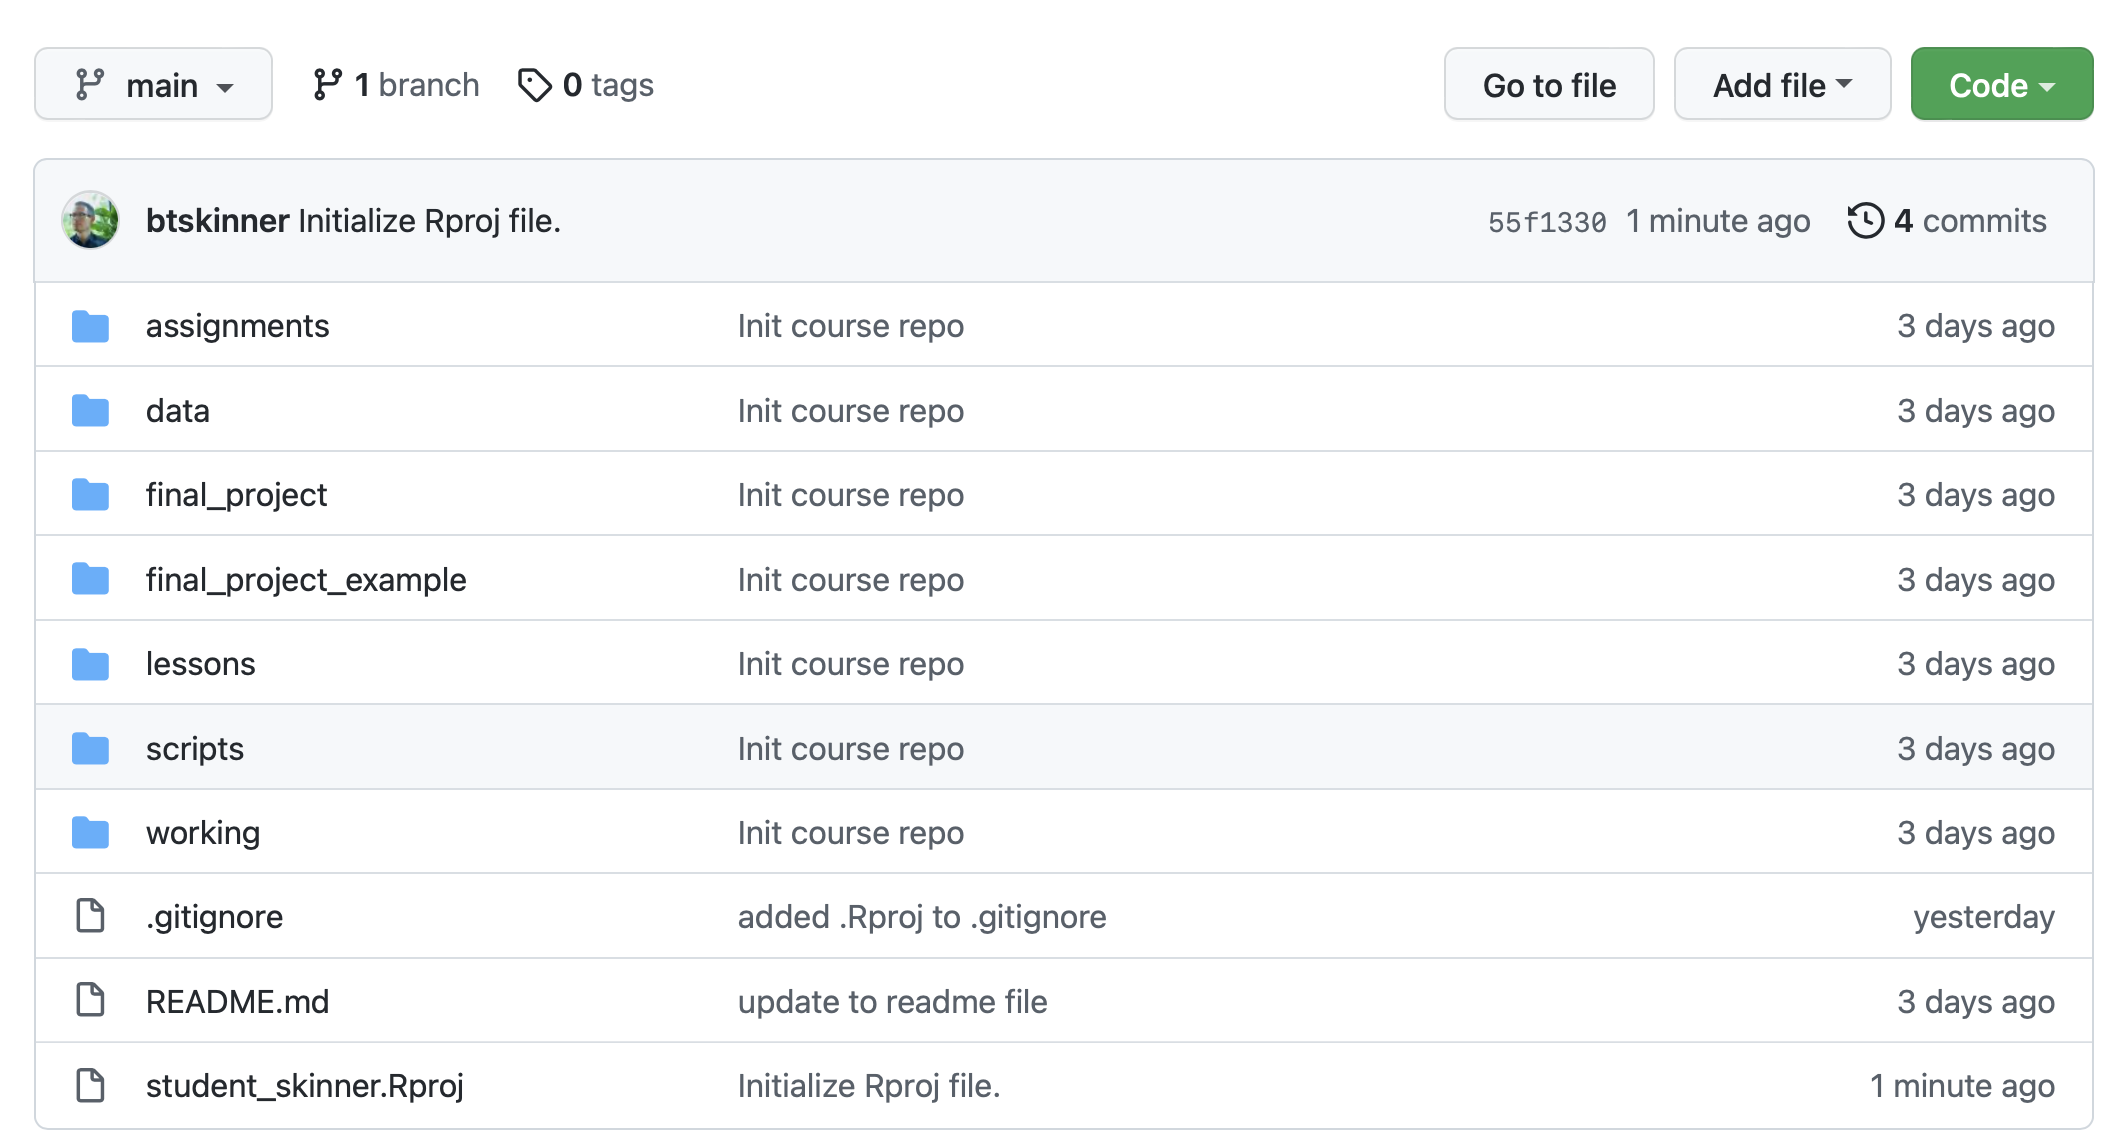 main 1 branch 0 tags Go to file Add file Code
btskinner Initialize Rproj file. 55f1330 1 minute ago 4 commits
assignments Init course repo 3 days ago
data Init course repo 3 days ago
final_project Init course repo 3 days ago
final_project_example Init course repo 3 days ago
lessons Init course repo 3 days ago
scripts Init course repo 3 days ago
working Init course repo 3 days ago
.gitignore added .Rproj to .gitignore yesterday
README.md update to readme file 3 days ago
student_skinner.Rproj Initialize Rproj file. 1 minute ago